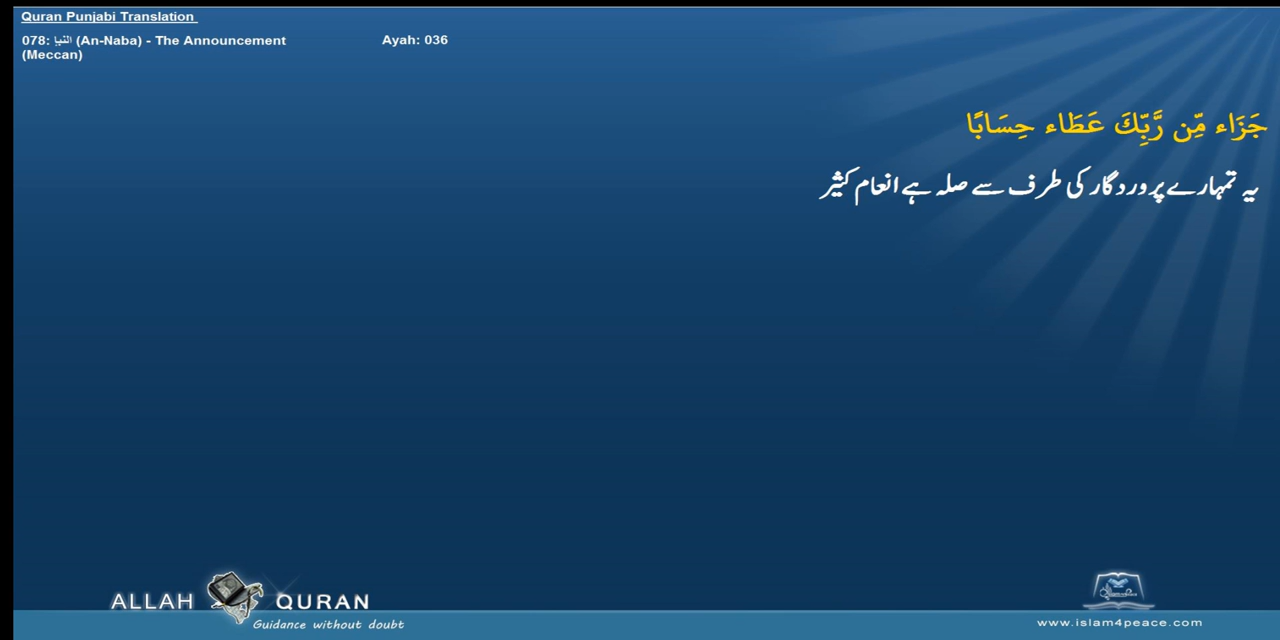 Quran Punjabi Translation
078: النبإ (An-Naba) - The Announcement
(Meccan)
Ayah: 036
جَزَاء مِّن رَّبِّكَ عَطَاء حِسَابًا
یہ تمہارے پروردگار کی طرف سے صلہ ہے انعام کثیر
ALLAH QURAN
Guidance without doubt
www.islam4peace.com